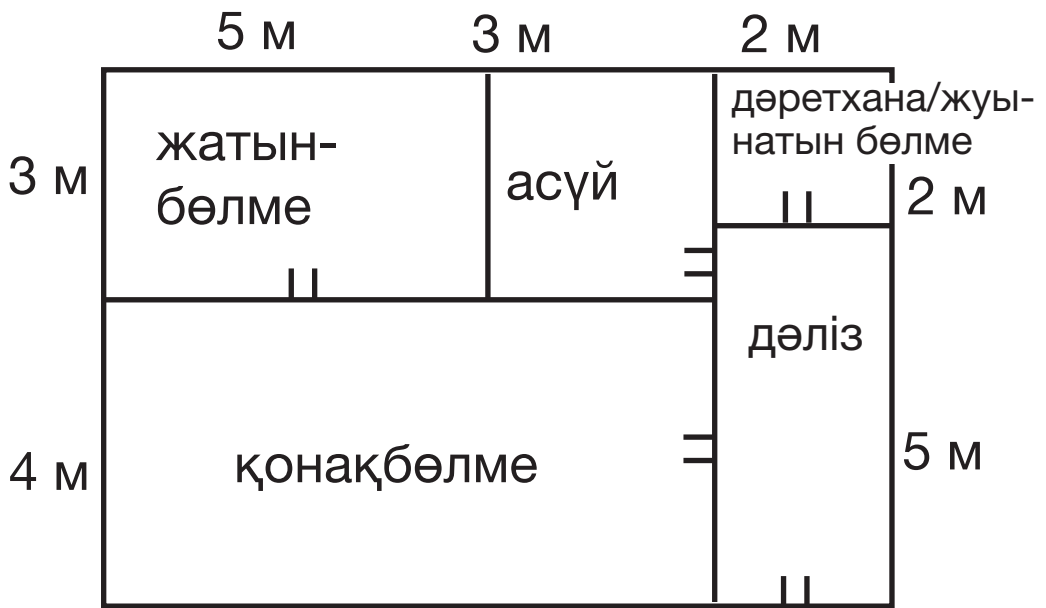 5 м 3 м 2 м
дәретхана/жуы-
натын бөлме
жатын-
бөлме
3 м
асүй
2 м
дәліз
қонақбөлме
4 м
5 м